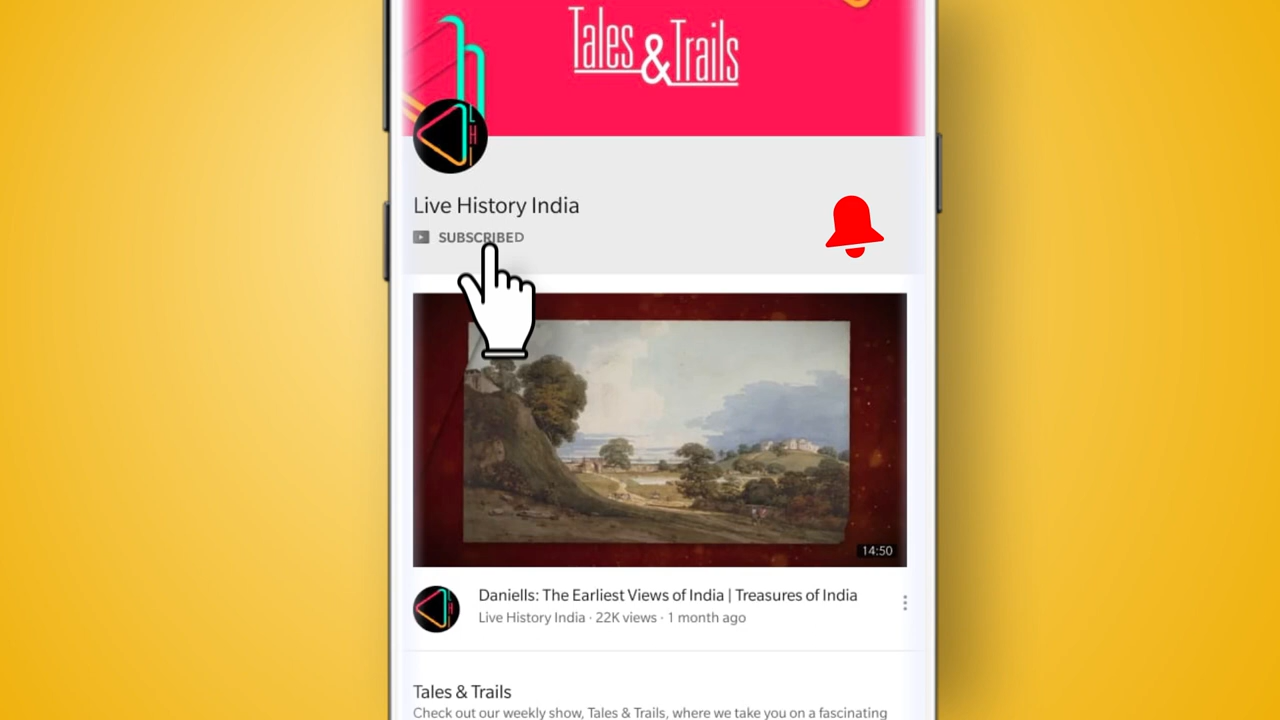 Tales & Trails
LHI
Live History India
SUBSCRIBED
14:50
Daniells: The Earliest Views of India | Treasures of India
LHI
Live History India · 22K views · 1 month ago
Tales & Trails
Check out our weekly show, Tales & Trails, where we take you on a fascinating